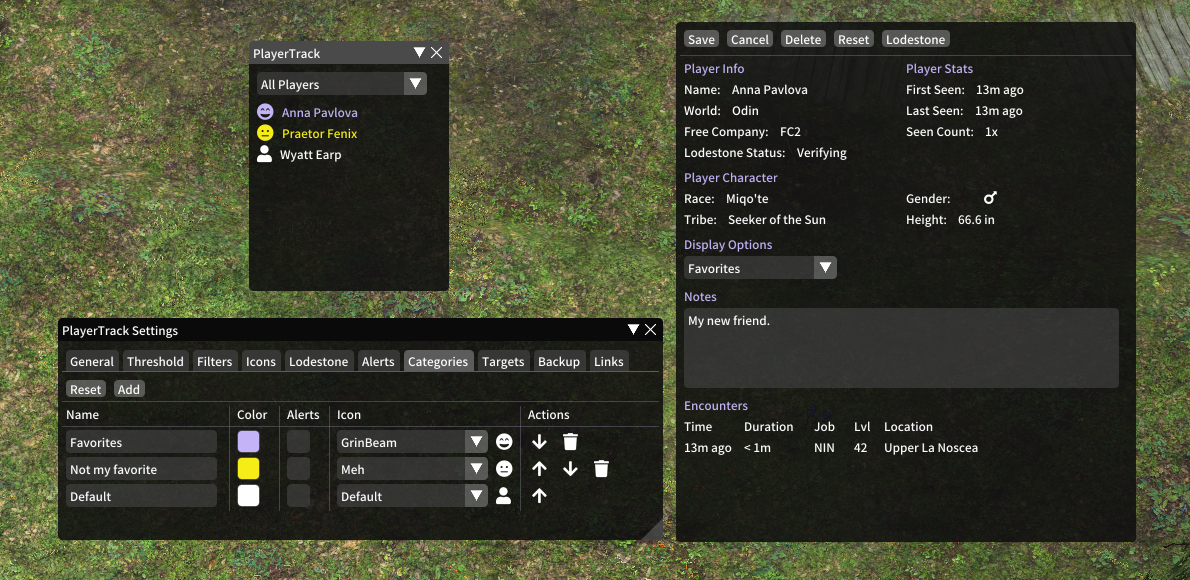 PlayerTrack
All Players
Anna Pavlova
Praetor Fenix
Wyatt Earp
PlayerTrack Settings
General Threshold Filters Icons Lodestone Alerts Categories Targets Backup Links
Reset Add
Name Color Alerts Icon Actions
Favorites GrinBeam
Not my favorite Meh
Default Default
Save Cancel Delete Reset Lodestone
Player Info Player Stats
Name: Anna Pavlova First Seen: 13m ago
World: Odin Last Seen: 13m ago
Free Company: FC2 Seen Count: 1x
Lodestone Status: Verifying
Player Character
Race: Miqo'te Gender: ♂
Tribe: Seeker of the Sun Height: 66.6 in
Display Options
Favorites
Notes
My new friend.
Encounters
Time Duration Job Lvl Location
13m ago < 1m NIN 42 Upper La Noscea